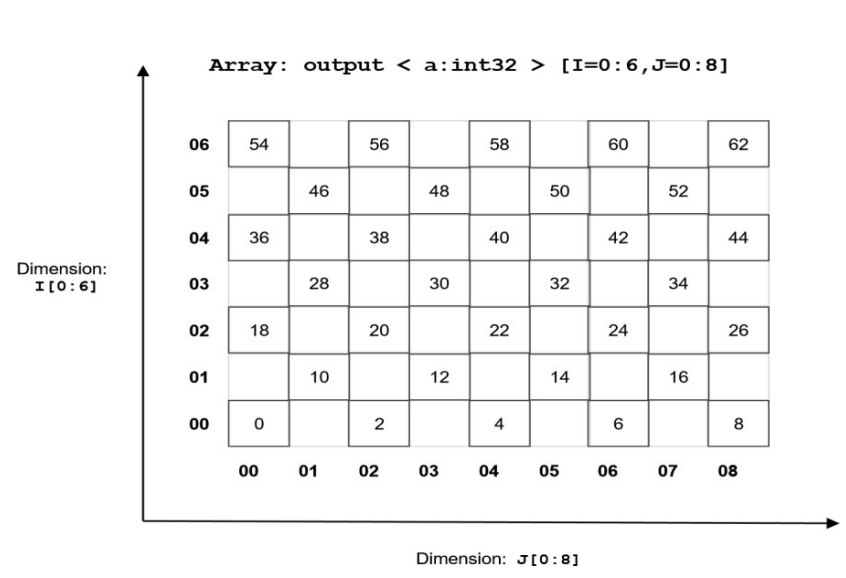 Array: output < a:int32 > [I=0:6,J=0:8]
06 54 56 58 60 62
05 46 48 50 52
04 36 38 40 42 44
Dimension:
I[0:6]
03 28 30 32 34
02 18 20 22 24 26
01 10 12 14 16
00 0 2 4 6 8
00 01 02 03 04 05 06 07 08
Dimension: J[0:8]